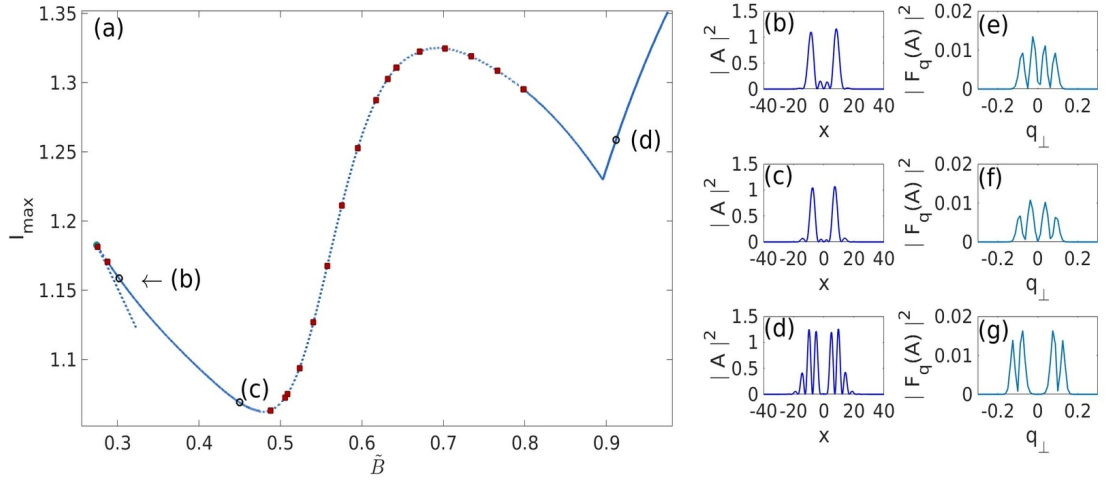 (a)
1.35
1.3
1.25
1.2
1.15
1.1
I_max
0.3 0.4 0.5 0.6 0.7 0.8 0.9
B̃
← (b)
(c)
(d)
(b)
1.5
1
0.5
0
| A |²
-40 -20 0 20 40
x
(e)
0.02
0.01
0
| F_q(A) |²
-0.2 0 0.2
q_⊥
(c)
1.5
1
0.5
0
| A |²
-40 -20 0 20 40
x
(f)
0.02
0.01
0
| F_q(A) |²
-0.2 0 0.2
q_⊥
(d)
1.5
1
0.5
0
| A |²
-40 -20 0 20 40
x
(g)
0.02
0.01
0
| F_q(A) |²
-0.2 0 0.2
q_⊥